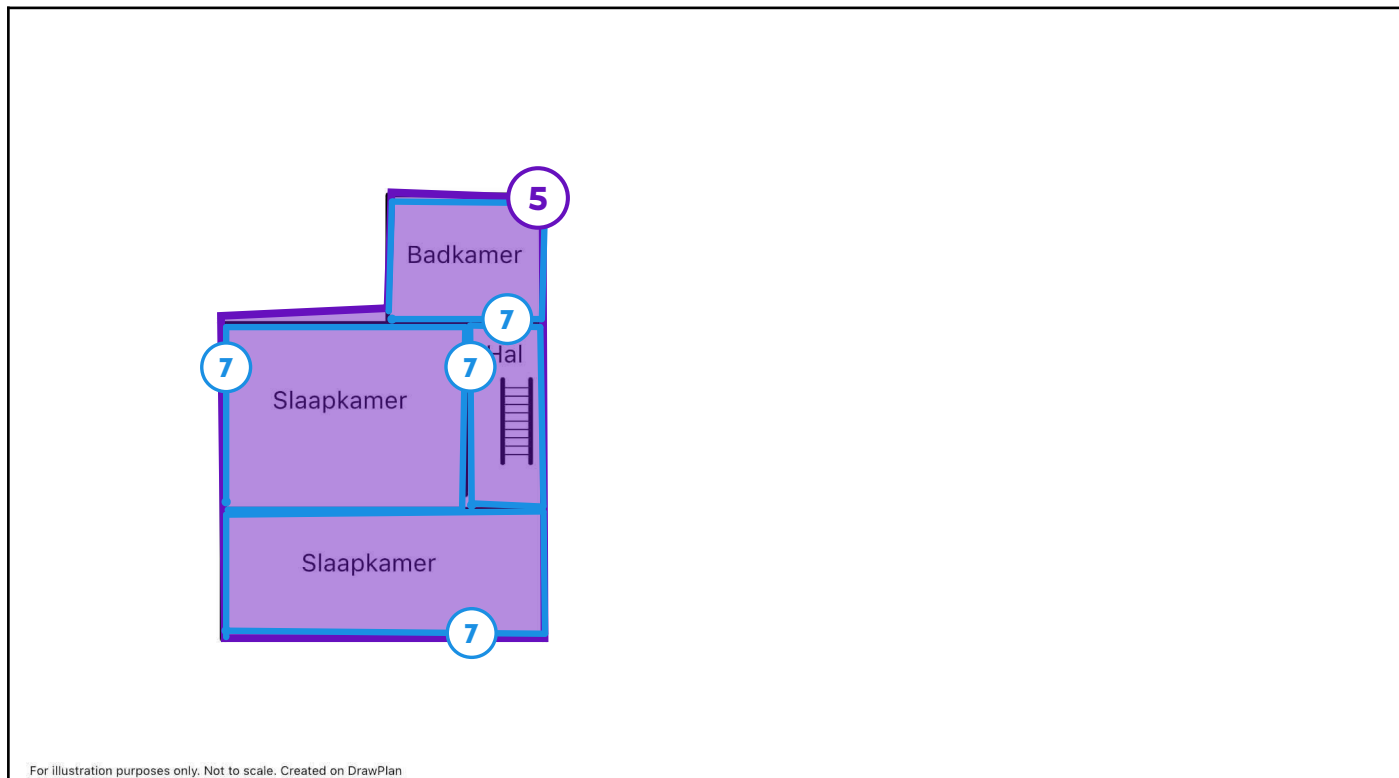 5
Badkamer
7
Hal
7
7
Slaapkamer
Slaapkamer
7
For illustration purposes only. Not to scale. Created on DrawPlan